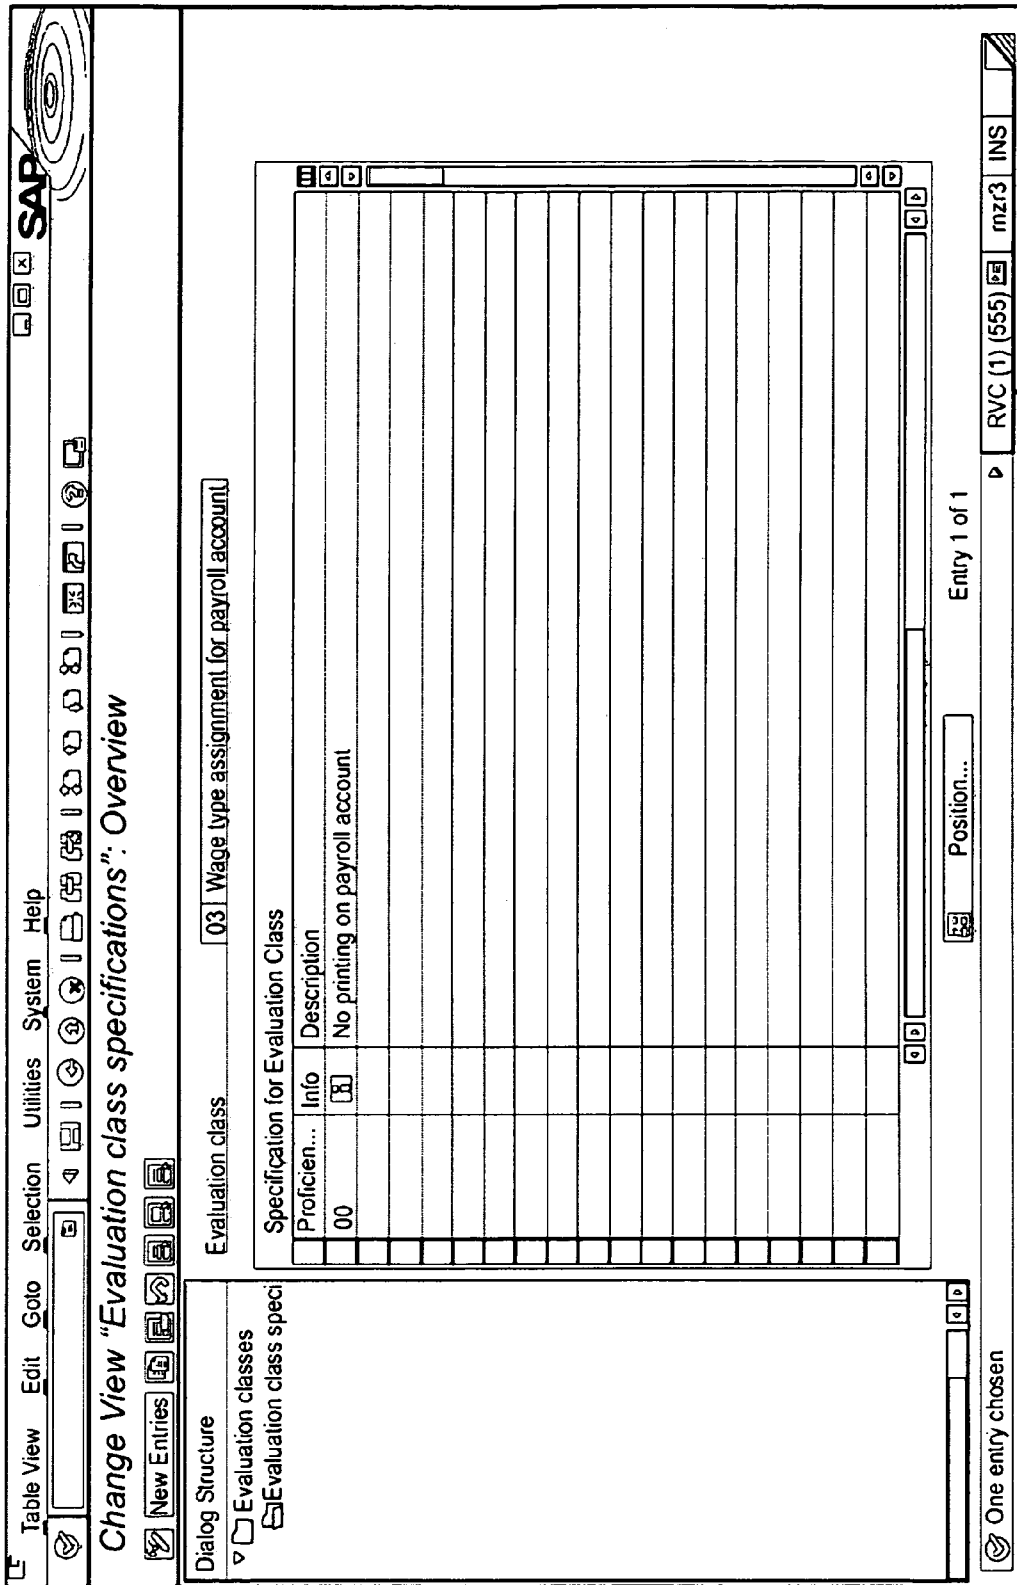 Table View Edit Goto Selection Utilities System Help
SAP
Change View "Evaluation class specifications": Overview
New Entries
Dialog Structure
Evaluation classes
Evaluation class speci
Evaluation class 03 Wage type assignment for payroll account
Specification for Evaluation Class
Proficien... Info Description
00 No printing on payroll account
Position... Entry 1 of 1
One entry chosen
RVC (1) (555) rnzr3 INS